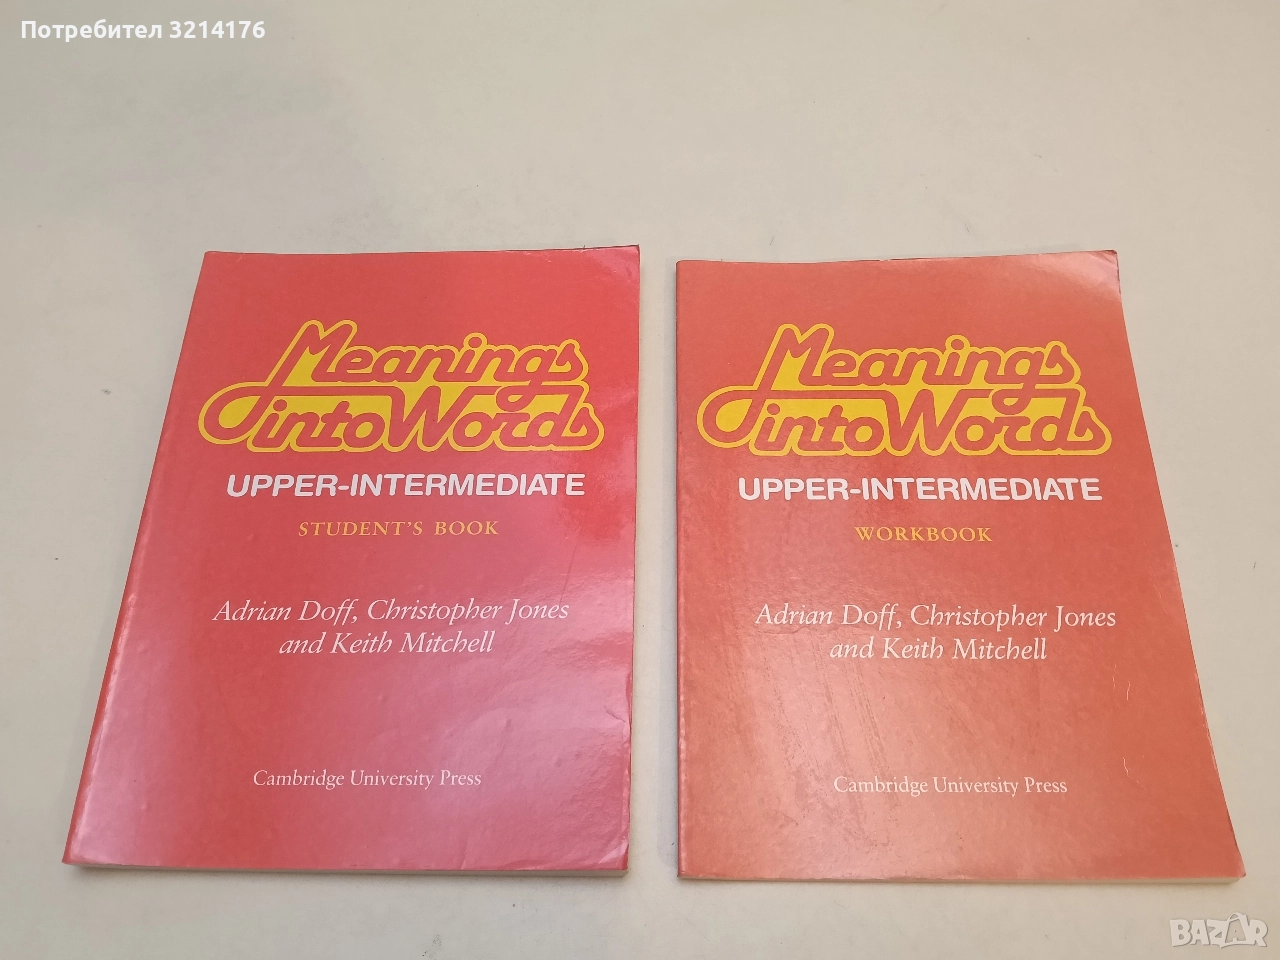 Потребител 3214176
Meanings
into Words
UPPER-INTERMEDIATE
STUDENT'S BOOK
Adrian Doff, Christopher Jones
and Keith Mitchell
Cambridge University Press
Meanings
into Words
UPPER-INTERMEDIATE
WORKBOOK
Adrian Doff, Christopher Jones
and Keith Mitchell
Cambridge University Press
BAZAR